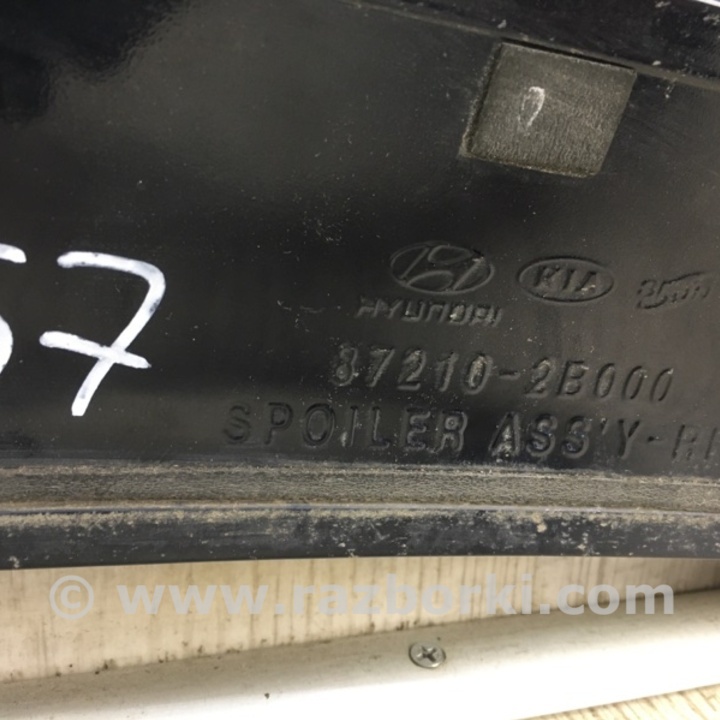 57
HYUNDAI KIA
87210-2B000
SPOILER ASS'Y-
© www.razborki.com